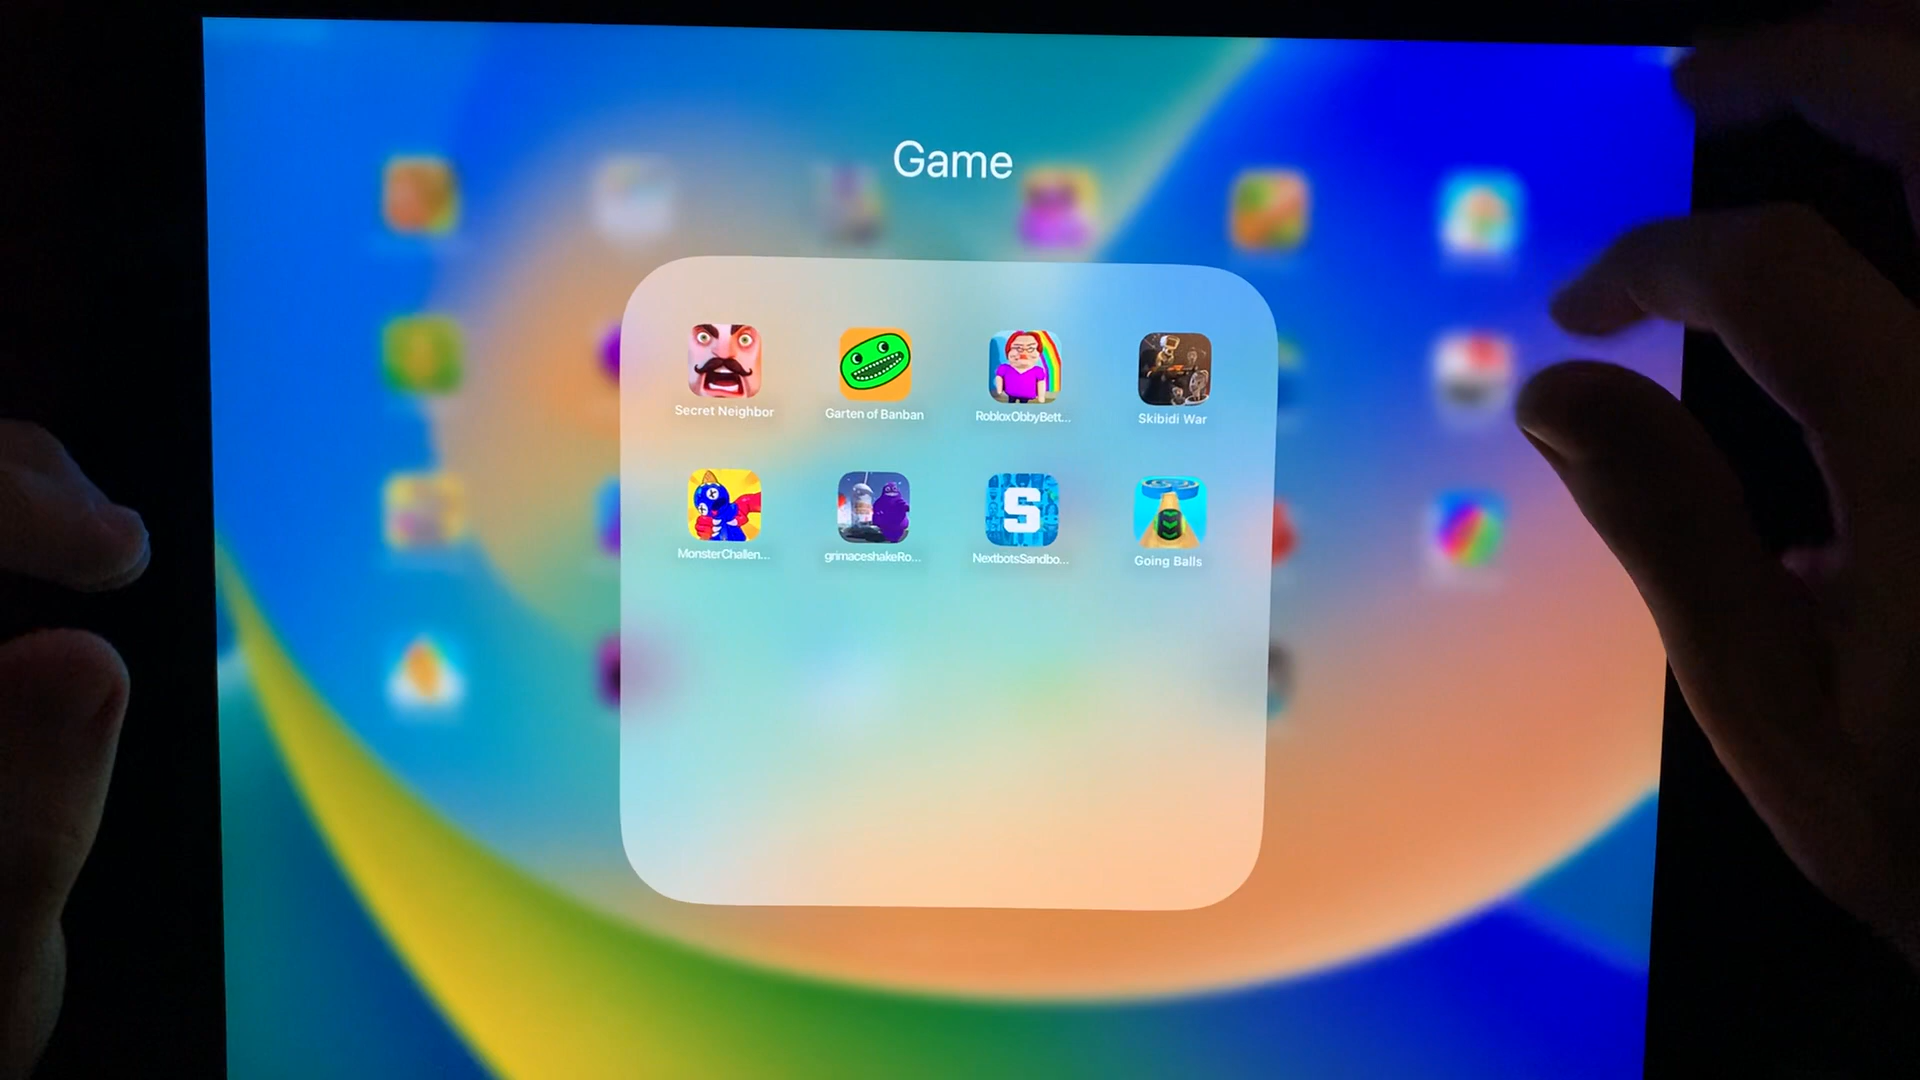 Game
Secret Neighbor
Garten of Banban
RobloxObbyBett...
Skibidi War
MonsterChallen...
grimaceshakeRo...
S
NextbotsSandbo...
Going Balls